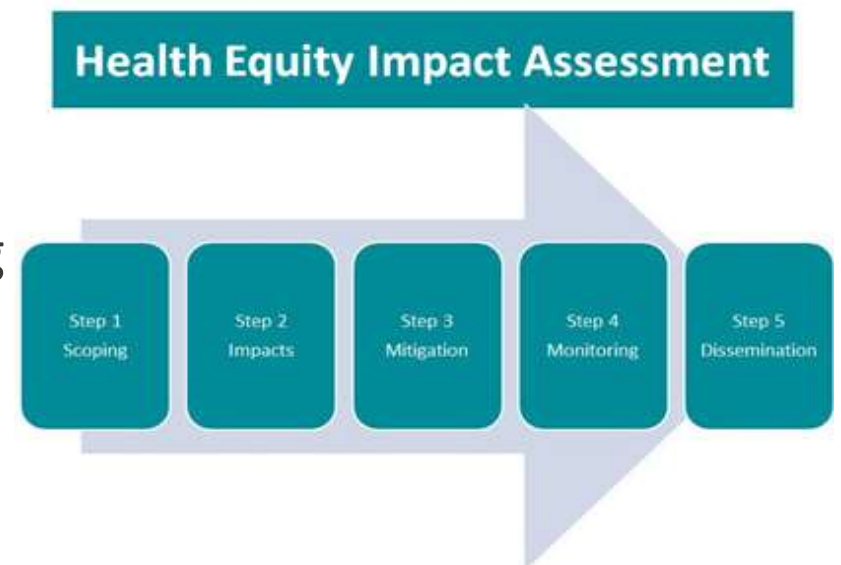 Health Equity Impact Assessment
g
Step 1
Scoping
Step 2
Impacts
Step 3
Mitigation
Step 4
Monitoring
Step 5
Dissemination